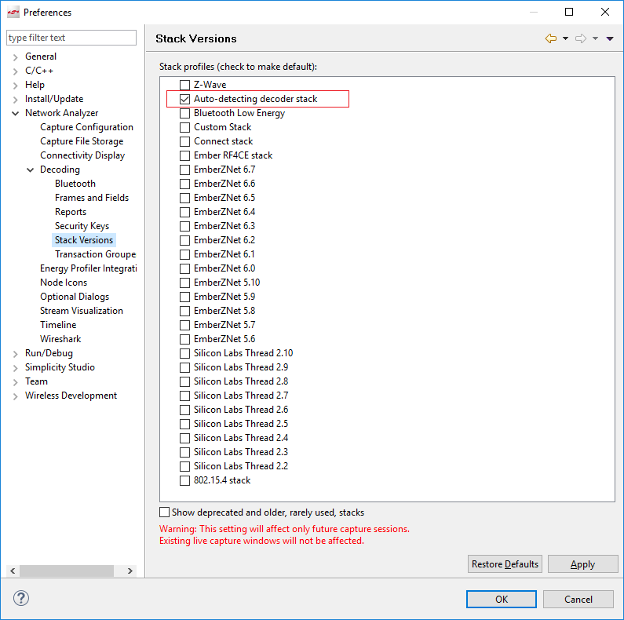 Preferences
type filter text
General
C/C++
Help
Install/Update
Network Analyzer
Capture Configuration
Capture File Storage
Connectivity Display
Decoding
Bluetooth
Frames and Fields
Reports
Security Keys
Stack Versions
Transaction Groupe
Energy Profiler Integrati
Node Icons
Optional Dialogs
Stream Visualization
Timeline
Wireshark
Run/Debug
Simplicity Studio
Team
Wireless Development
Stack Versions
Stack profiles (check to make default):
Z-Wave
Auto-detecting decoder stack
Bluetooth Low Energy
Custom Stack
Connect stack
Ember RF4CE stack
EmberZNet 6.7
EmberZNet 6.6
EmberZNet 6.5
EmberZNet 6.4
EmberZNet 6.3
EmberZNet 6.2
EmberZNet 6.1
EmberZNet 6.0
EmberZNet 5.10
EmberZNet 5.9
EmberZNet 5.8
EmberZNet 5.7
EmberZNet 5.6
Silicon Labs Thread 2.10
Silicon Labs Thread 2.9
Silicon Labs Thread 2.8
Silicon Labs Thread 2.7
Silicon Labs Thread 2.6
Silicon Labs Thread 2.5
Silicon Labs Thread 2.4
Silicon Labs Thread 2.3
Silicon Labs Thread 2.2
802.15.4 stack
Show deprecated and older, rarely used, stacks
Warning: This setting will affect only future capture sessions.
Existing live capture windows will not be affected.
Restore Defaults
Apply
OK
Cancel